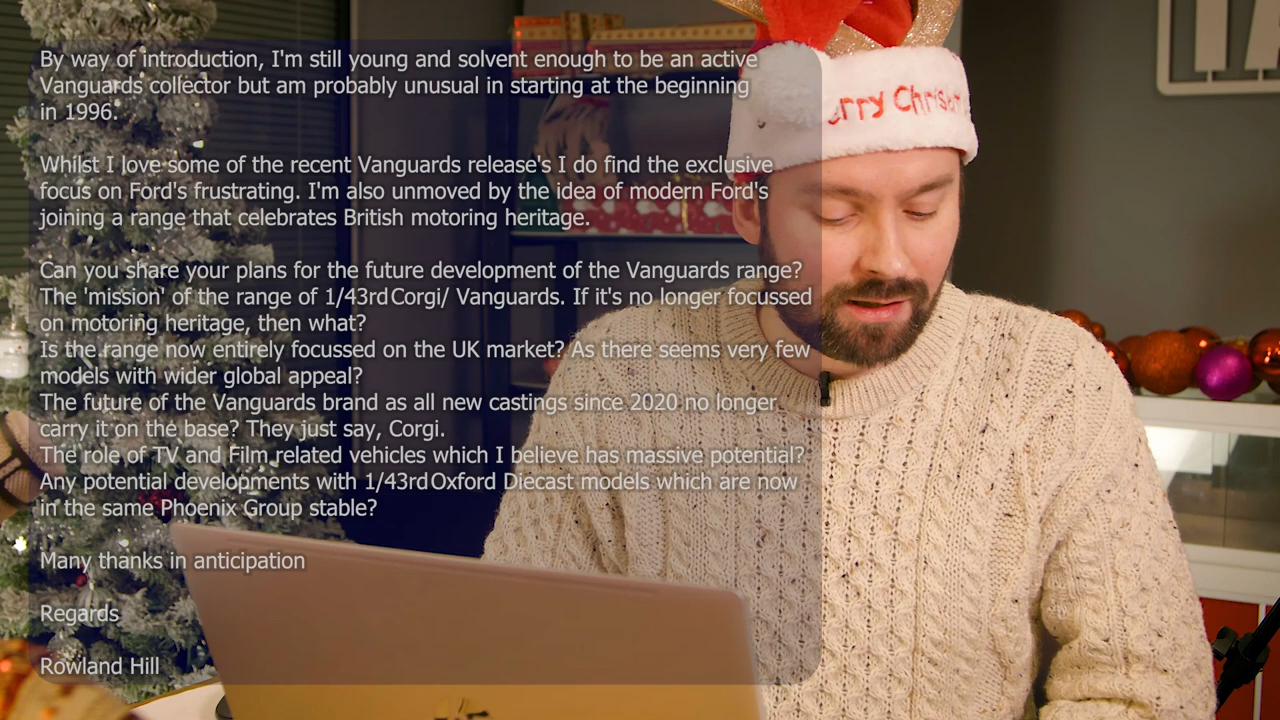 By way of introduction, I'm still young and solvent enough to be an active
Vanguards collector but am probably unusual in starting at the beginning
in 1996.
Whilst I love some of the recent Vanguards release's I do find the exclusive
focus on Ford's frustrating. I'm also unmoved by the idea of modern Ford's
joining a range that celebrates British motoring heritage.
Can you share your plans for the future development of the Vanguards range?
The 'mission' of the range of 1/43rd Corgi/ Vanguards. If it's no longer focussed
on motoring heritage, then what?
Is the range now entirely focussed on the UK market? As there seems very few
models with wider global appeal?
The future of the Vanguards brand as all new castings since 2020 no longer
carry it on the base? They just say, Corgi.
The role of TV and Film related vehicles which I believe has massive potential?
Any potential developments with 1/43rd Oxford Diecast models which are now
in the same Phoenix Group stable?
Many thanks in anticipation
Regards
Rowland Hill
erry Christm